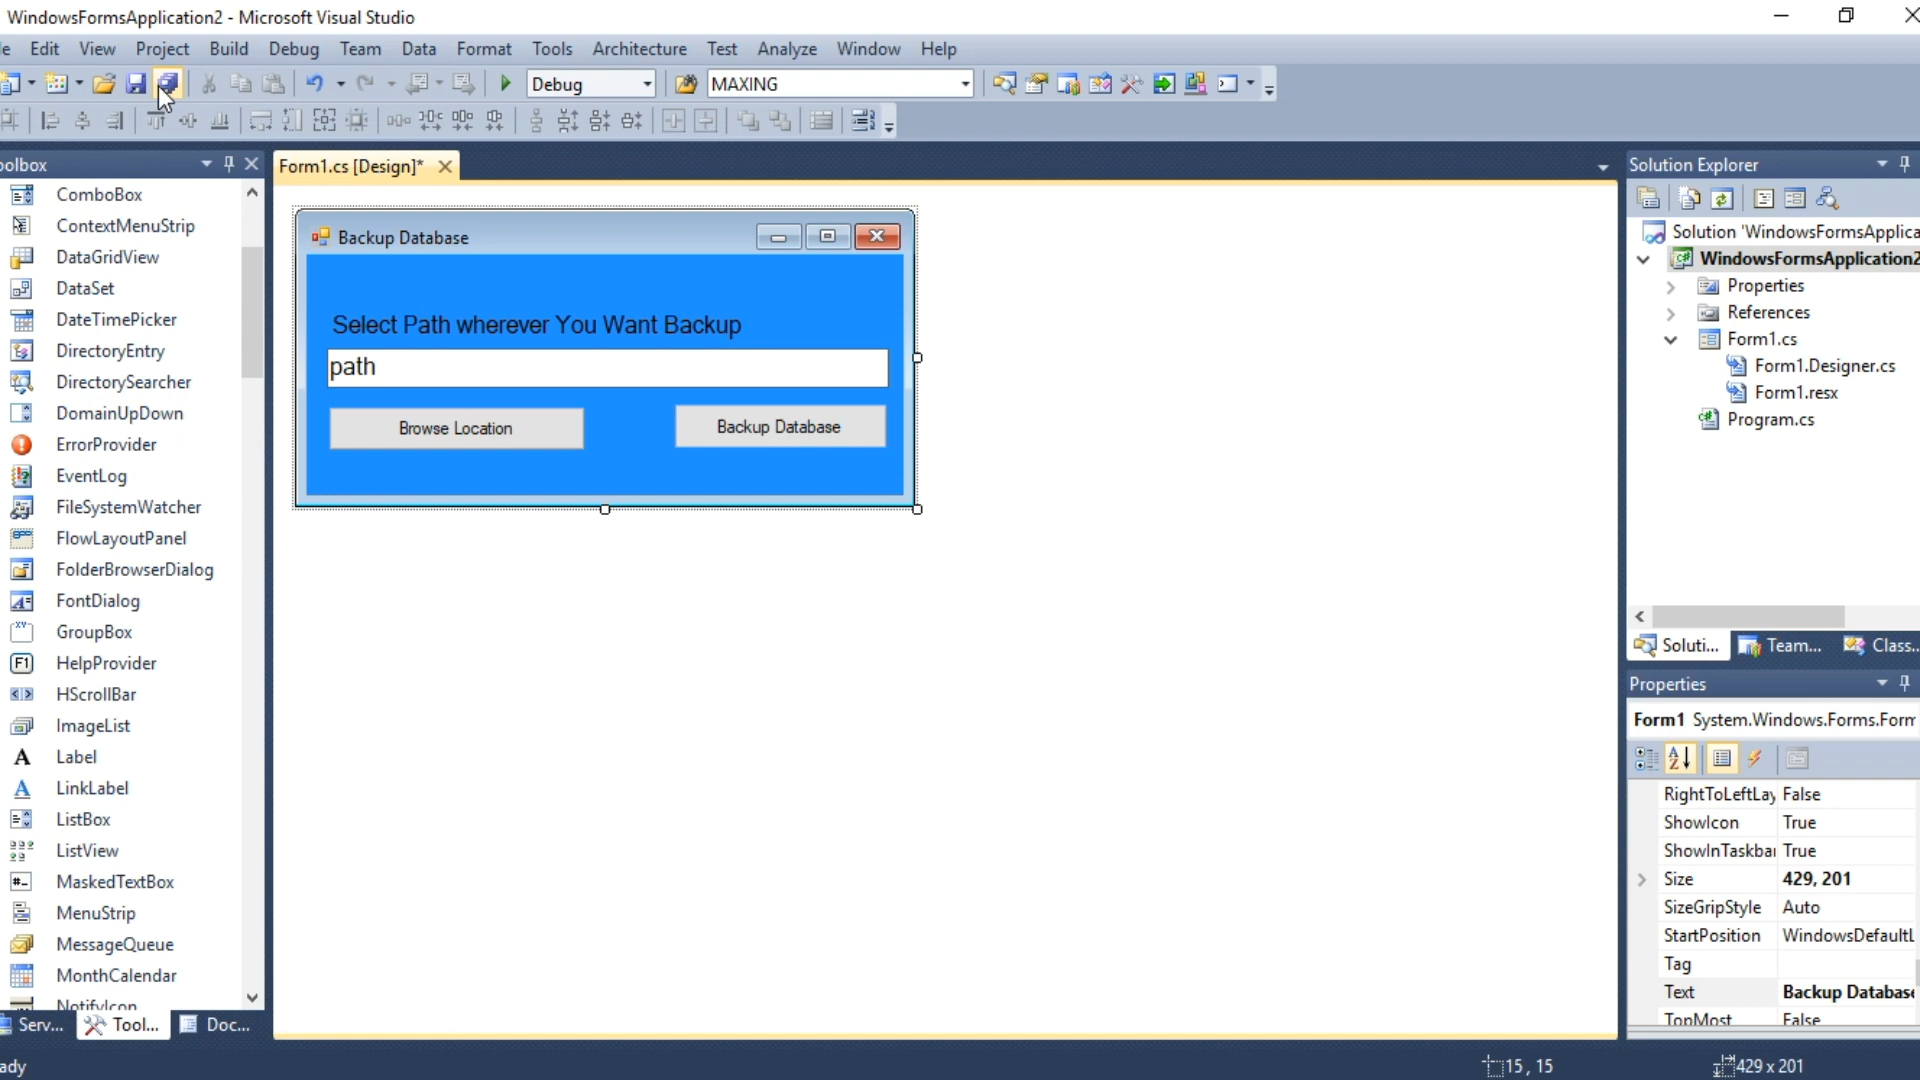 WindowsFormsApplication2 - Microsoft Visual Studio
e Edit View Project Build Debug Team Data Format Tools Architecture Test Analyze Window Help
Debug MAXING
oolbox
ComboBox
ContextMenuStrip
DataGridView
DataSet
DateTimePicker
DirectoryEntry
DirectorySearcher
DomainUpDown
ErrorProvider
EventLog
FileSystemWatcher
FlowLayoutPanel
FolderBrowserDialog
FontDialog
GroupBox
HelpProvider
HScrollBar
ImageList
Label
LinkLabel
ListBox
ListView
MaskedTextBox
MenuStrip
MessageQueue
MonthCalendar
NotifyIcon
Serv... Tool... Doc...
Form1.cs [Design]*
Backup Database
Select Path wherever You Want Backup
path
Browse Location Backup Database
Solution Explorer
Solution 'WindowsFormsApplica
WindowsFormsApplication2
Properties
References
Form1.cs
Form1.Designer.cs
Form1.resx
Program.cs
Soluti... Team... Class..
Properties
Form1 System.Windows.Forms.Form
RightToLeftLay False
ShowIcon True
ShowInTaskbar True
Size 429, 201
SizeGripStyle Auto
StartPosition WindowsDefaultL
Tag
Text Backup Database
TopMost False
ady 15 , 15 429 x 201